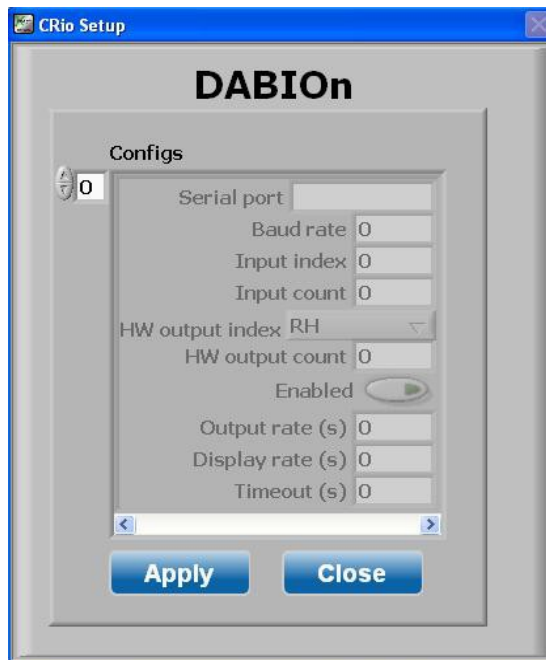 CRio Setup
DABIOn
Configs
0
Serial port
Baud rate 0
Input index 0
Input count 0
HW output index RH
HW output count 0
Enabled
Output rate (s) 0
Display rate (s) 0
Timeout (s) 0
Apply Close